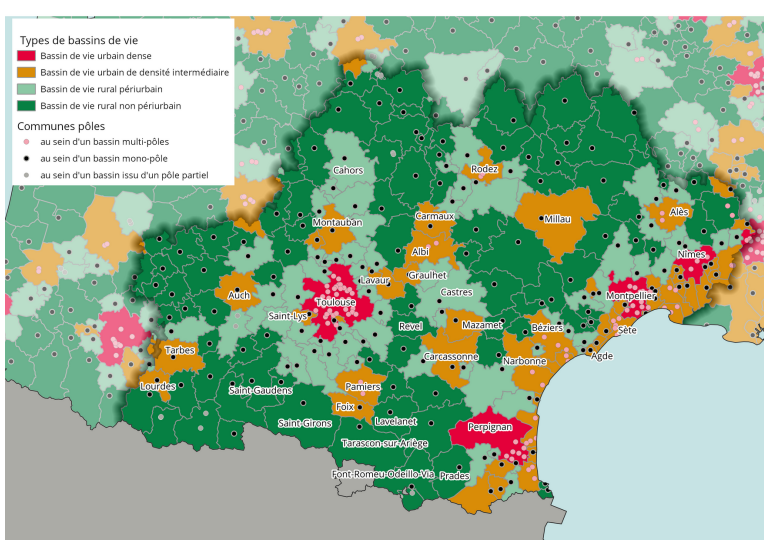 Types de bassins de vie
Bassin de vie urbain dense
Bassin de vie urbain de densité intermédiaire
Bassin de vie rural périurbain
Bassin de vie rural non périurbain
Communes pôles
au sein d'un bassin multi-pôles
au sein d'un bassin mono-pôle
au sein d'un bassin issu d'un pôle partiel
Cahors
Rodez
Millau
Alès
Montauban
Carmaux
Albi
Nîmes
Lavaur
Graulhet
Auch
Toulouse
Castres
Montpellier
Saint-Lys
Revel
Mazamet
Béziers
Sète
Tarbes
Carcassonne
Narbonne
Agde
Lourdes
Saint-Gaudens
Pamiers
Foix
Saint-Girons
Lavelanet
Perpignan
Tarascon-sur-Ariège
Font-Romeu-Odeillo-Via
Prades